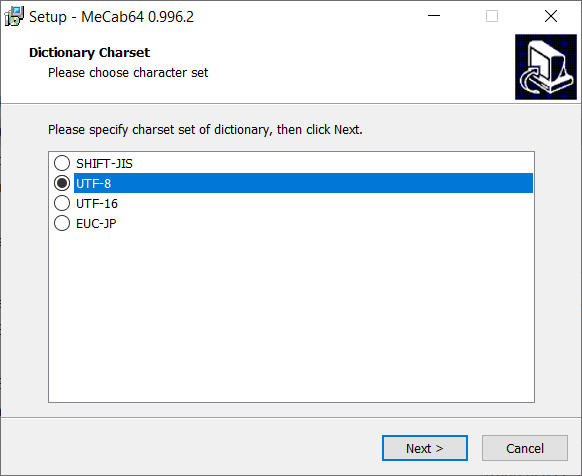 Setup - MeCab64 0.996.2
Dictionary Charset
Please choose character set
Please specify charset set of dictionary, then click Next.
SHIFT-JIS
UTF-8
UTF-16
EUC-JP
Next >
Cancel